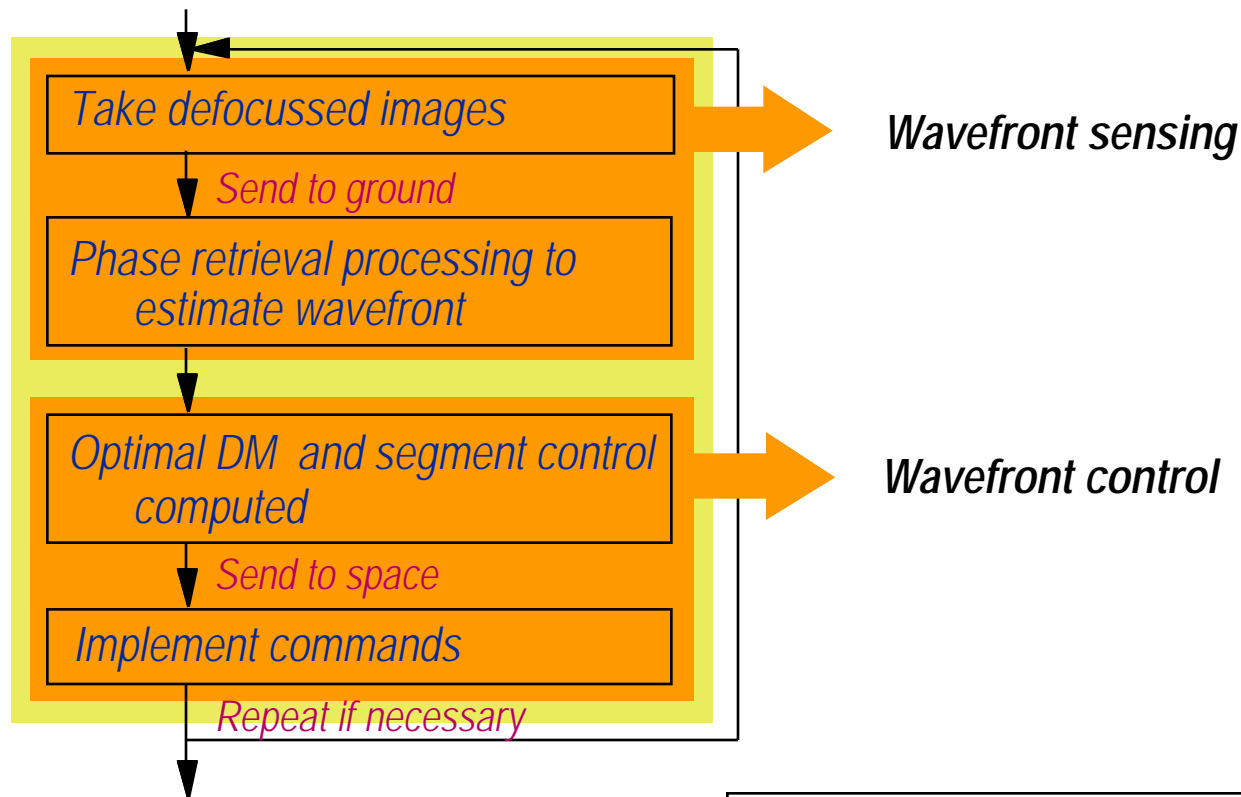 Take defocussed images
Wavefront sensing
Send to ground
Phase retrieval processing to
estimate wavefront
Optimal DM and segment control
computed
Wavefront control
Send to space
Implement commands
Repeat if necessary